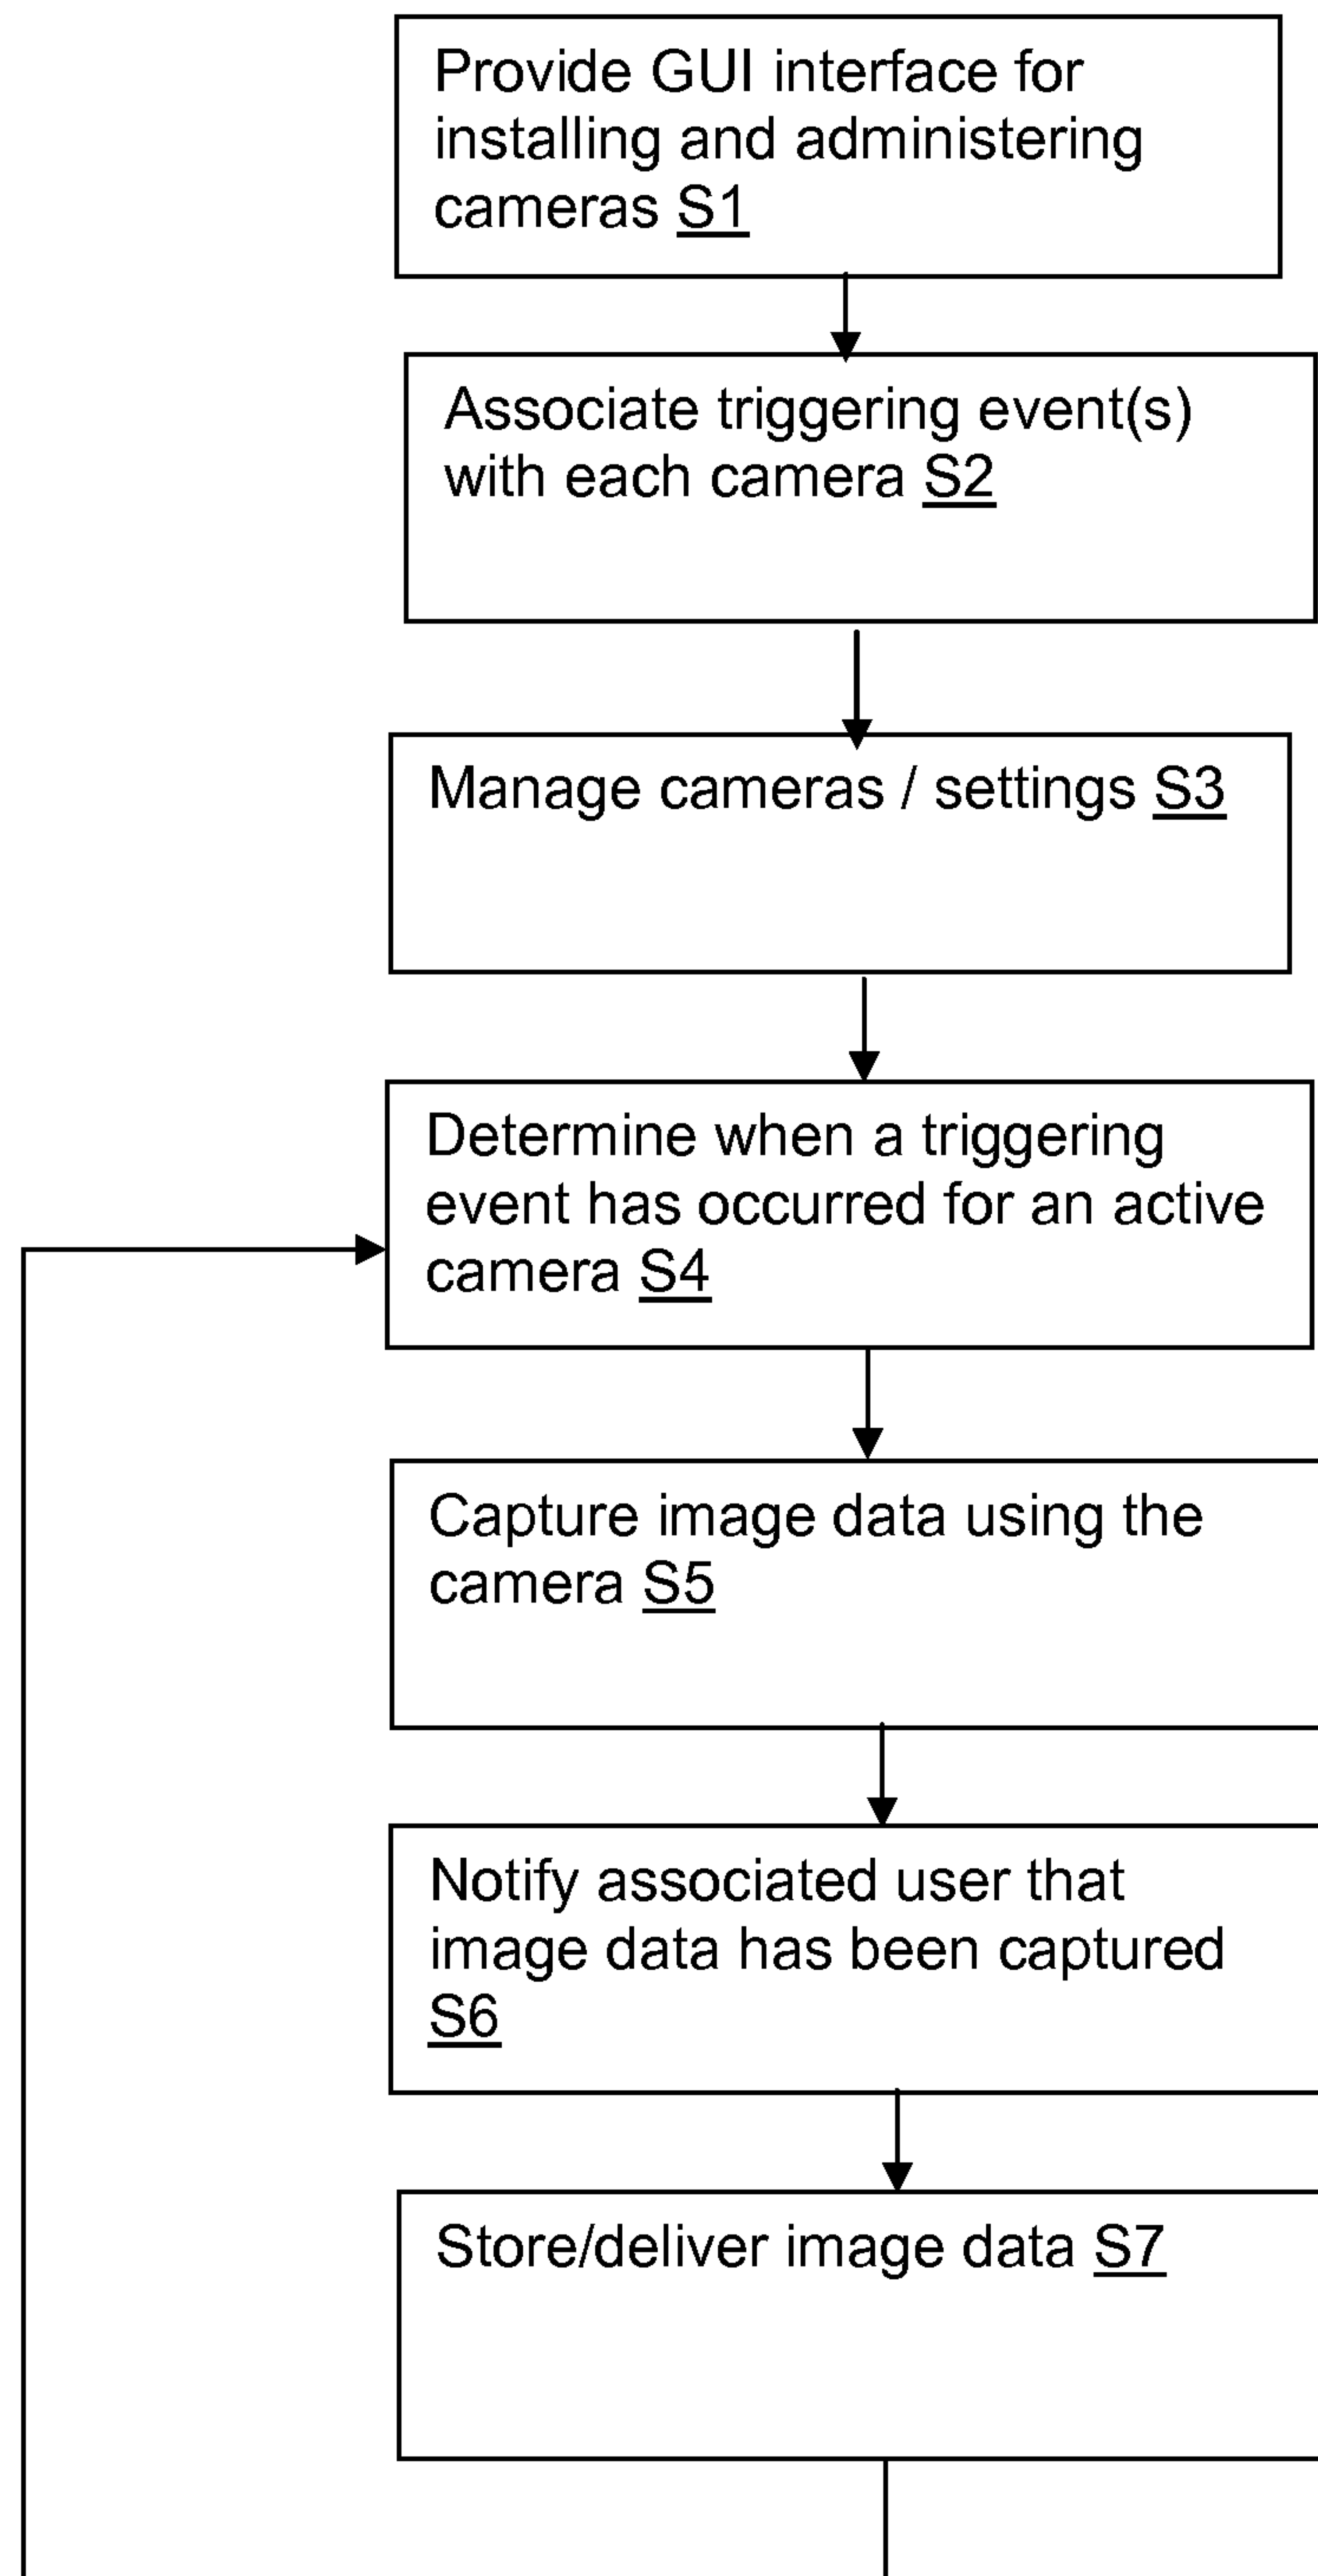 Provide GUI interface for
installing and administering
cameras S1
Associate triggering event(s)
with each camera S2
Manage cameras / settings S3
Determine when a triggering
event has occurred for an active
camera S4
Capture image data using the
camera S5
Notify associated user that
image data has been captured
S6
Store/deliver image data S7